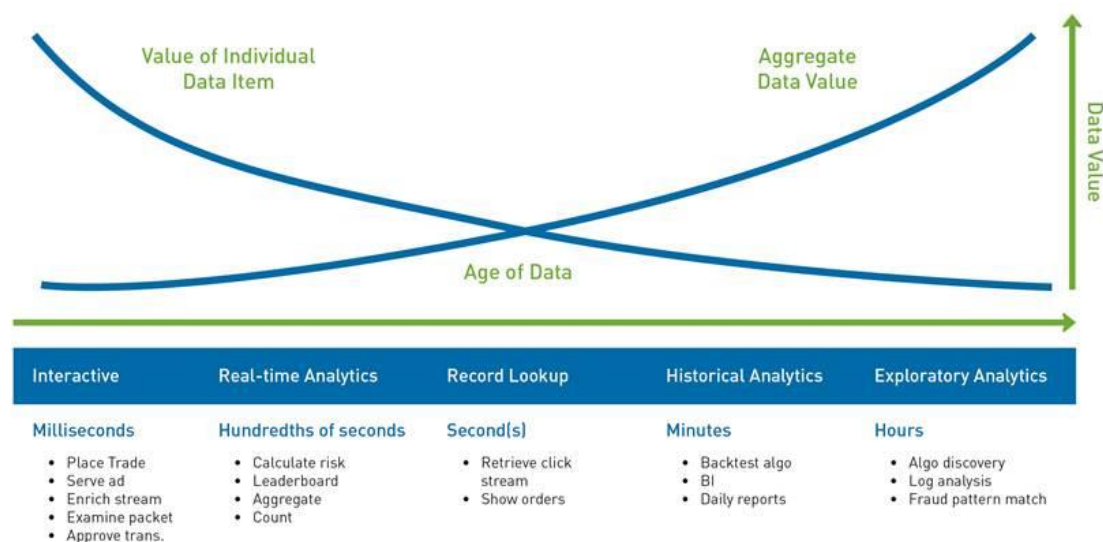 Value of Individual
Data Item
Aggregate
Data Value
Data Value
Age of Data
Interactive
Real-time Analytics
Record Lookup
Historical Analytics
Exploratory Analytics
Milliseconds
• Place Trade
• Serve ad
• Enrich stream
• Examine packet
• Approve trans.
Hundredths of seconds
• Calculate risk
• Leaderboard
• Aggregate
• Count
Second(s)
• Retrieve click
stream
• Show orders
Minutes
• Backtest algo
• BI
• Daily reports
Hours
• Algo discovery
• Log analysis
• Fraud pattern match